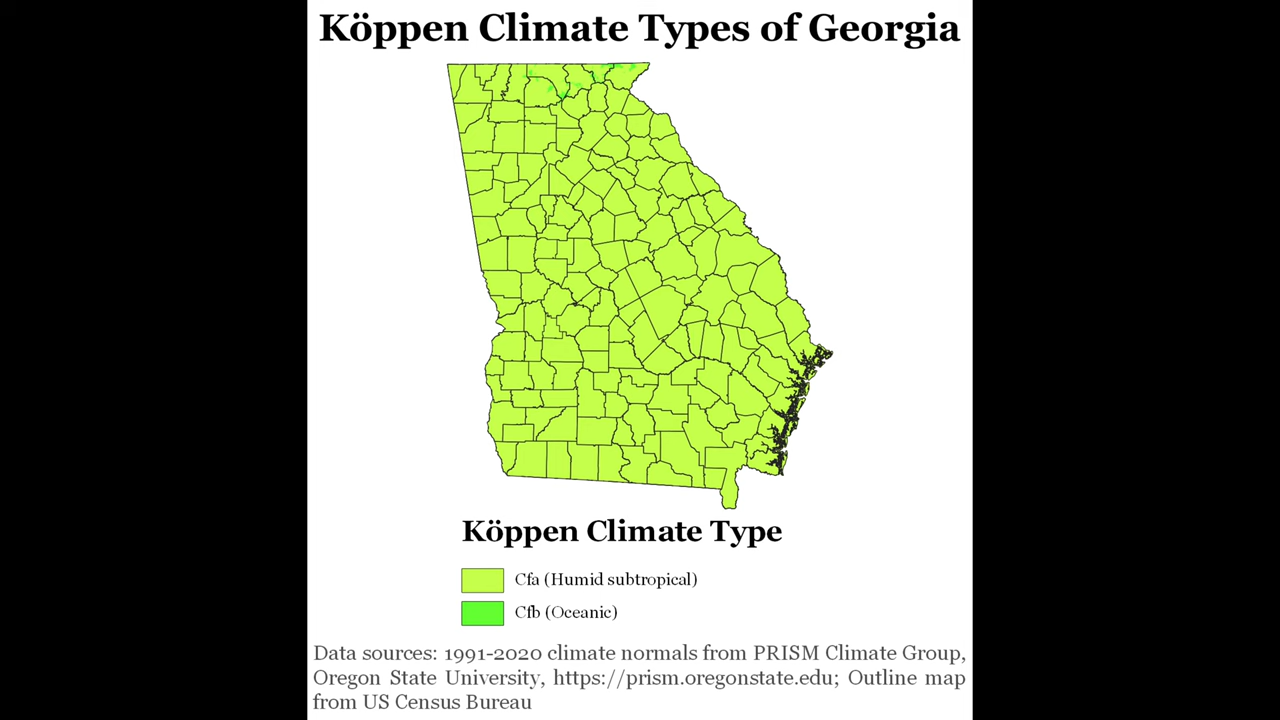 Köppen Climate Types of Georgia
Köppen Climate Type
Cfa (Humid subtropical)
Cfb (Oceanic)
Data sources: 1991-2020 climate normals from PRISM Climate Group,
Oregon State University, https://prism.oregonstate.edu; Outline map
from US Census Bureau